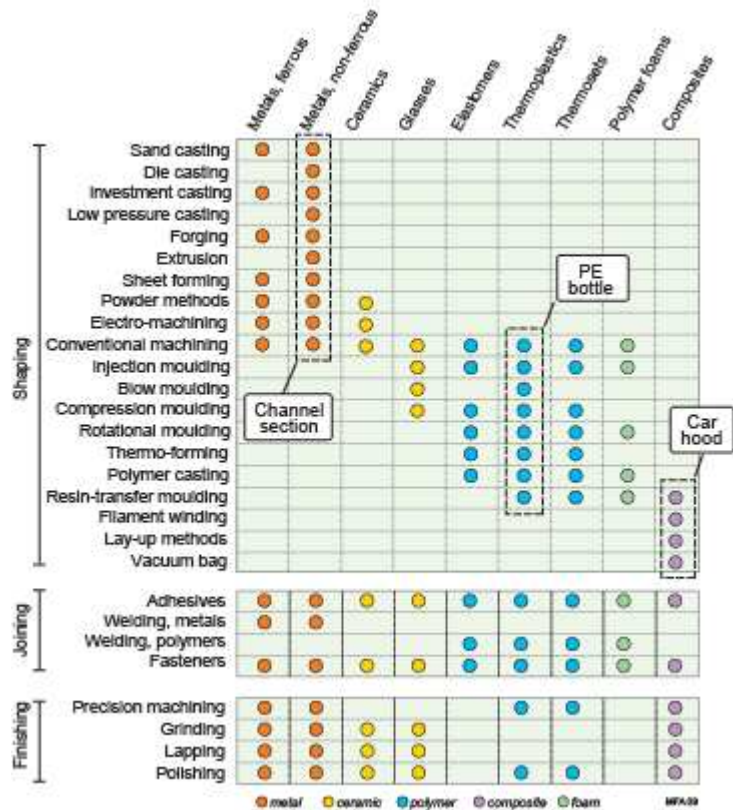 Metals, ferrous
Metals, non-ferrous
Ceramics
Glasses
Elastomers
Thermoplastics
Thermosets
Polymer foams
Composites
Shaping
Sand casting
Die casting
Investment casting
Low pressure casting
Forging
Extrusion
Sheet forming
Powder methods
Electro-machining
Conventional machining
Injection moulding
Blow moulding
Compression moulding
Rotational moulding
Thermo-forming
Polymer casting
Resin-transfer moulding
Filament winding
Lay-up methods
Vacuum bag
PE
bottle
Channel
section
Car
hood
Joining
Adhesives
Welding, metals
Welding, polymers
Fasteners
Finishing
Precision machining
Grinding
Lapping
Polishing
metal ceramic polymer composite foam